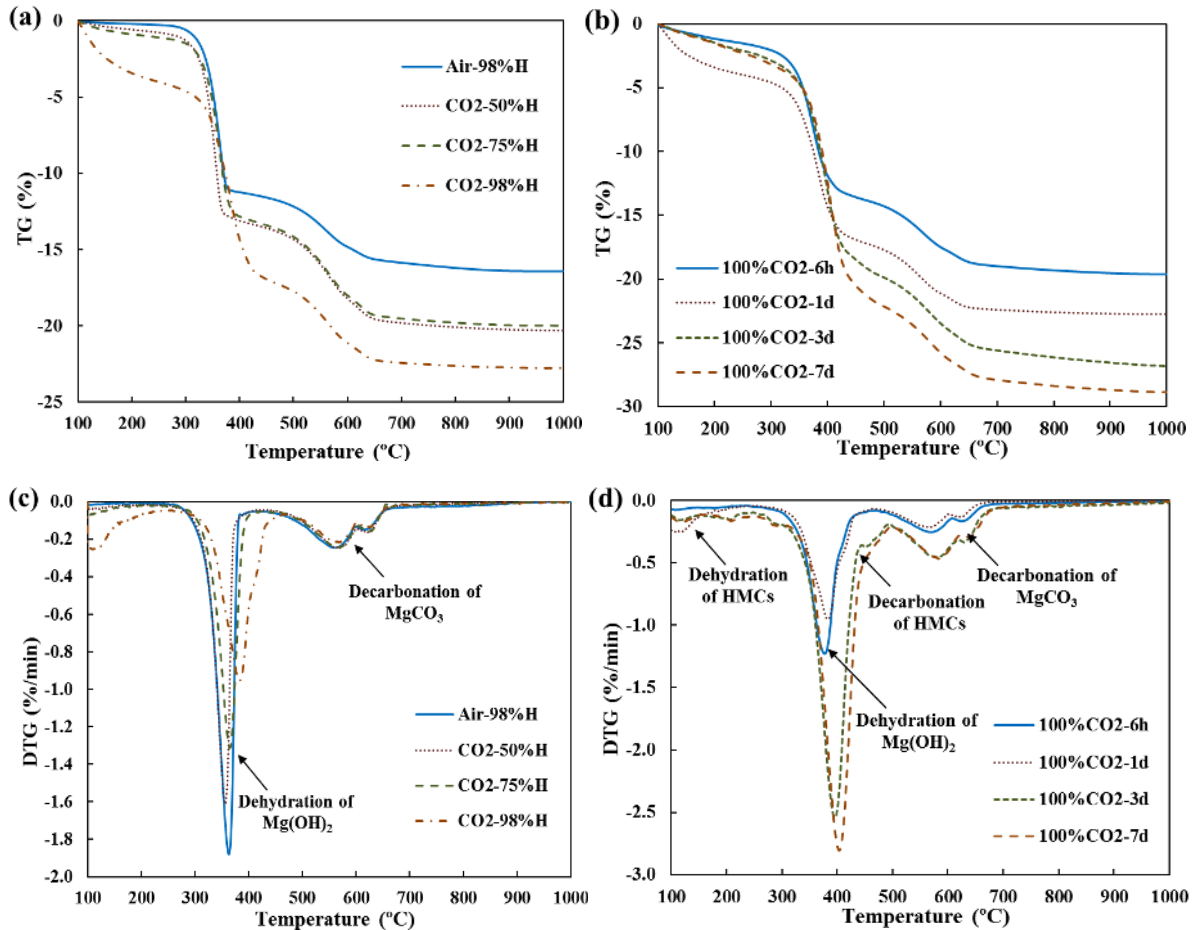 (a)
0
-5
-10
-15
-20
-25
TG (%)
100 200 300 400 500 600 700 800 900 1000
Temperature (ºC)
Air-98%H
CO2-50%H
CO2-75%H
CO2-98%H
(b)
0
-5
-10
-15
-20
-25
-30
TG (%)
100 200 300 400 500 600 700 800 900 1000
Temperature (ºC)
100%CO2-6h
100%CO2-1d
100%CO2-3d
100%CO2-7d
(c)
0.0
-0.2
-0.4
-0.6
-0.8
-1.0
-1.2
-1.4
-1.6
-1.8
-2.0
DTG (%/min)
100 200 300 400 500 600 700 800 900 1000
Temperature (ºC)
Decarbonation of
MgCO₃
Dehydration of
Mg(OH)₂
Air-98%H
CO2-50%H
CO2-75%H
CO2-98%H
(d)
0.0
-0.5
-1.0
-1.5
-2.0
-2.5
-3.0
DTG (%/min)
100 200 300 400 500 600 700 800 900 1000
Temperature (ºC)
Dehydration
of HMCs
Decarbonation
of HMCs
Decarbonation of
MgCO₃
Dehydration of
Mg(OH)₂
100%CO2-6h
100%CO2-1d
100%CO2-3d
100%CO2-7d